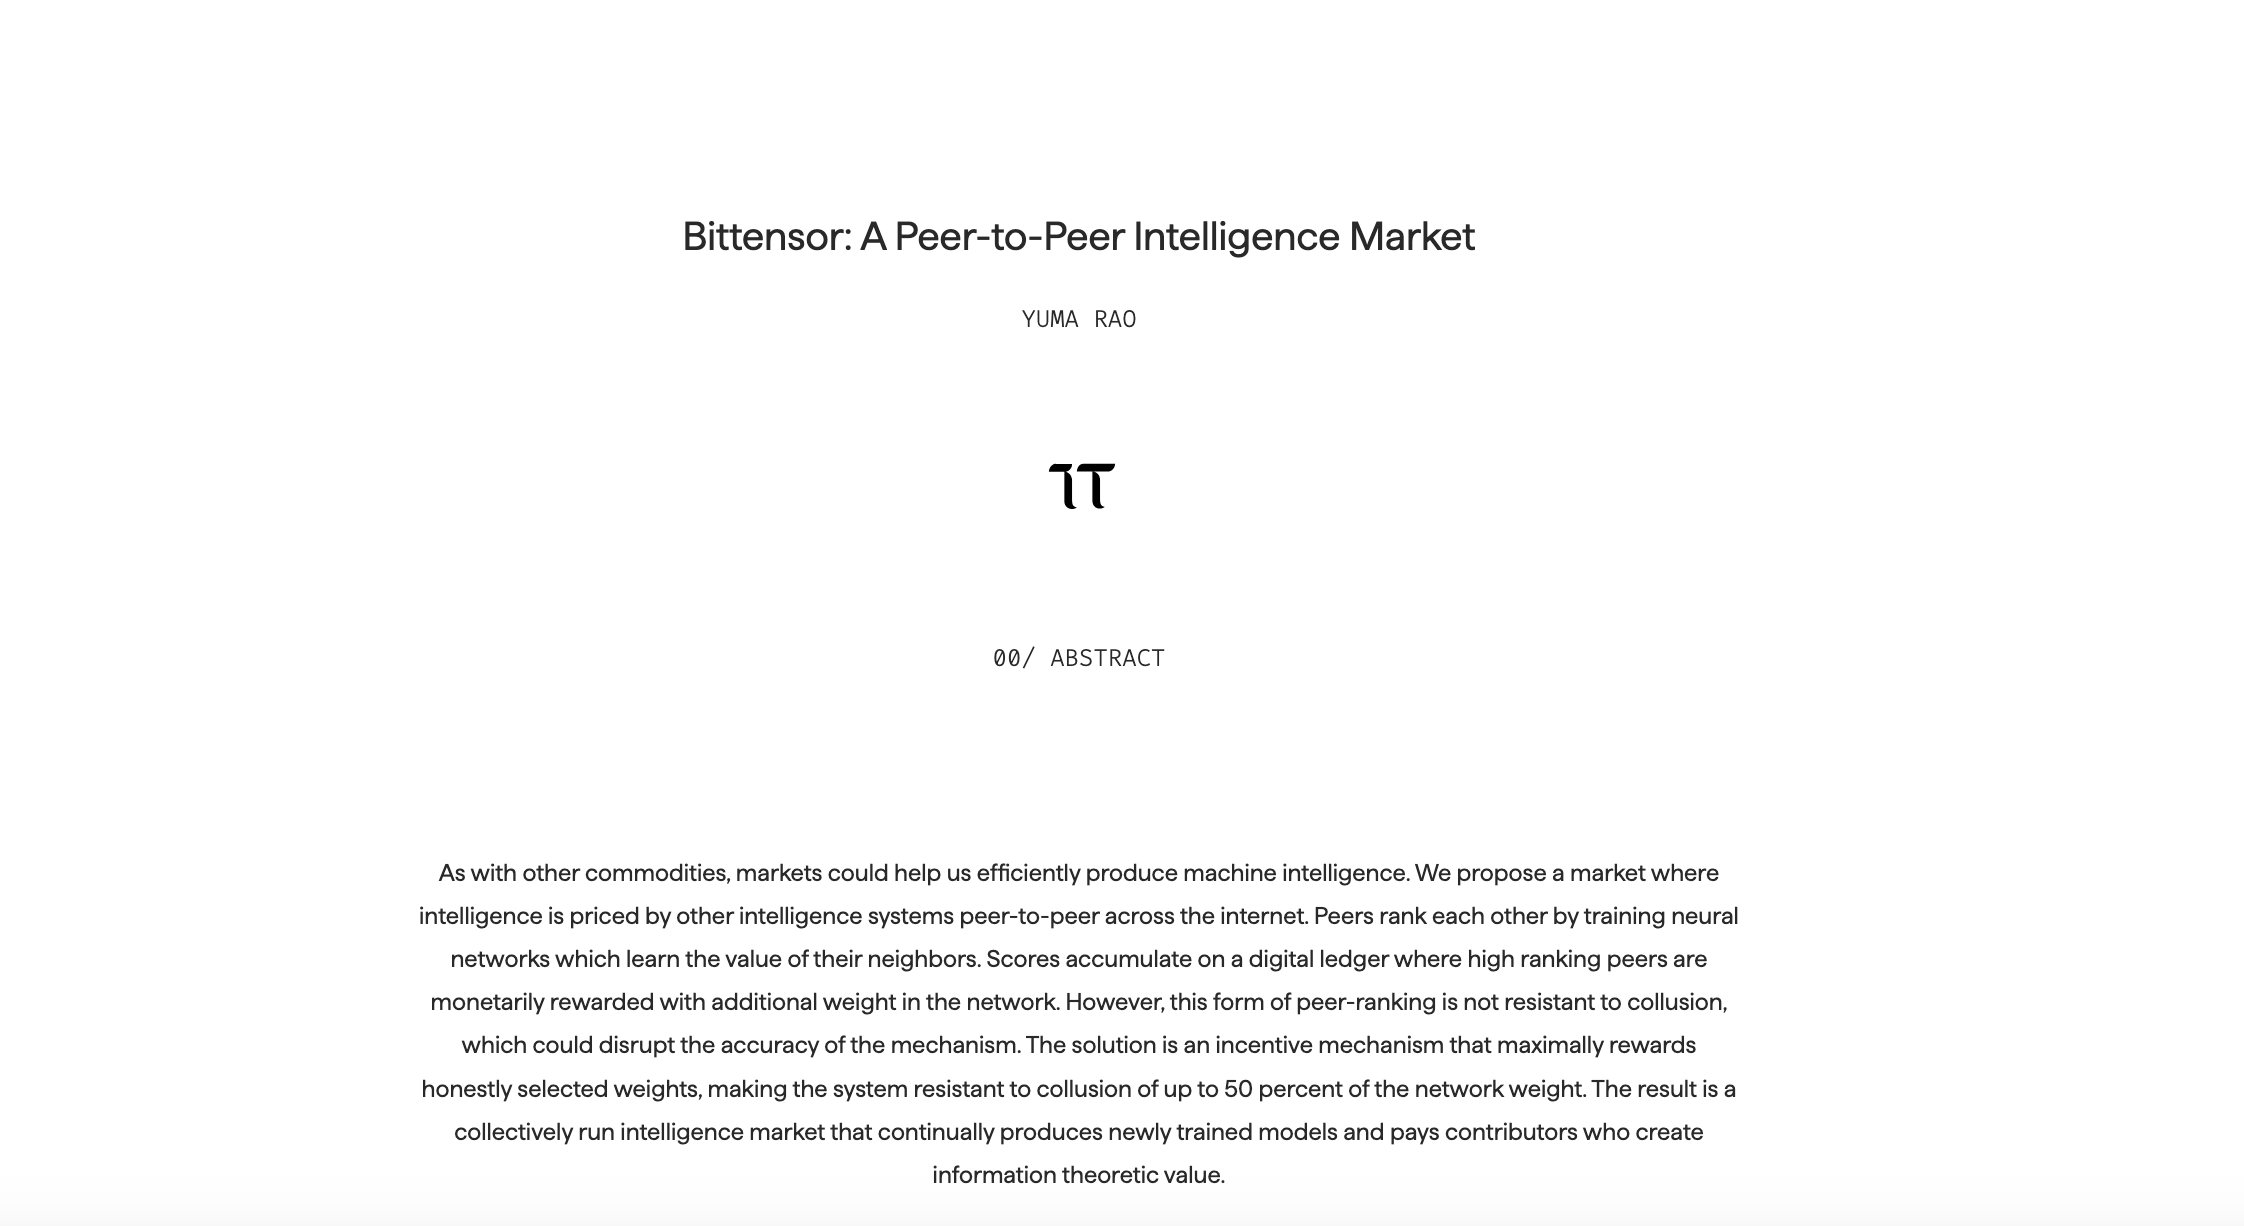 Bittensor: A Peer-to-Peer Intelligence Market
YUMA RAO
00/ ABSTRACT
As with other commodities, markets could help us efficiently produce machine intelligence. We propose a market where
intelligence is priced by other intelligence systems peer-to-peer across the internet. Peers rank each other by training neural
networks which learn the value of their neighbors. Scores accumulate on a digital ledger where high ranking peers are
monetarily rewarded with additional weight in the network. However, this form of peer-ranking is not resistant to collusion,
which could disrupt the accuracy of the mechanism. The solution is an incentive mechanism that maximally rewards
honestly selected weights, making the system resistant to collusion of up to 50 percent of the network weight. The result is a
collectively run intelligence market that continually produces newly trained models and pays contributors who create
information theoretic value.